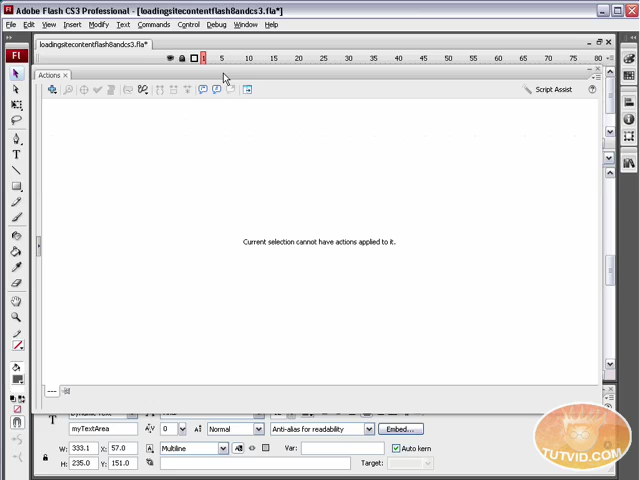 Adobe Flash CS3 Professional - [loadingsitecontentflash8andcs3.fla*]
File Edit View Insert Modify Text Commands Control Debug Window Help
Fl
loadingsitecontentflash8andcs3.fla*
1 5 10 15 20 25 30 35 40 45 50 55 60 65 70 75 80
Actions x
Script Assist
Current selection cannot have actions applied to it.
Dynamic Text
myTextArea
0
Normal
Anti-alias for readability
Embed...
W: 333.1 X: 57.0
Multiline
Var:
Auto kern
H: 235.0 Y: 151.0
Target:
TUTVID.COM